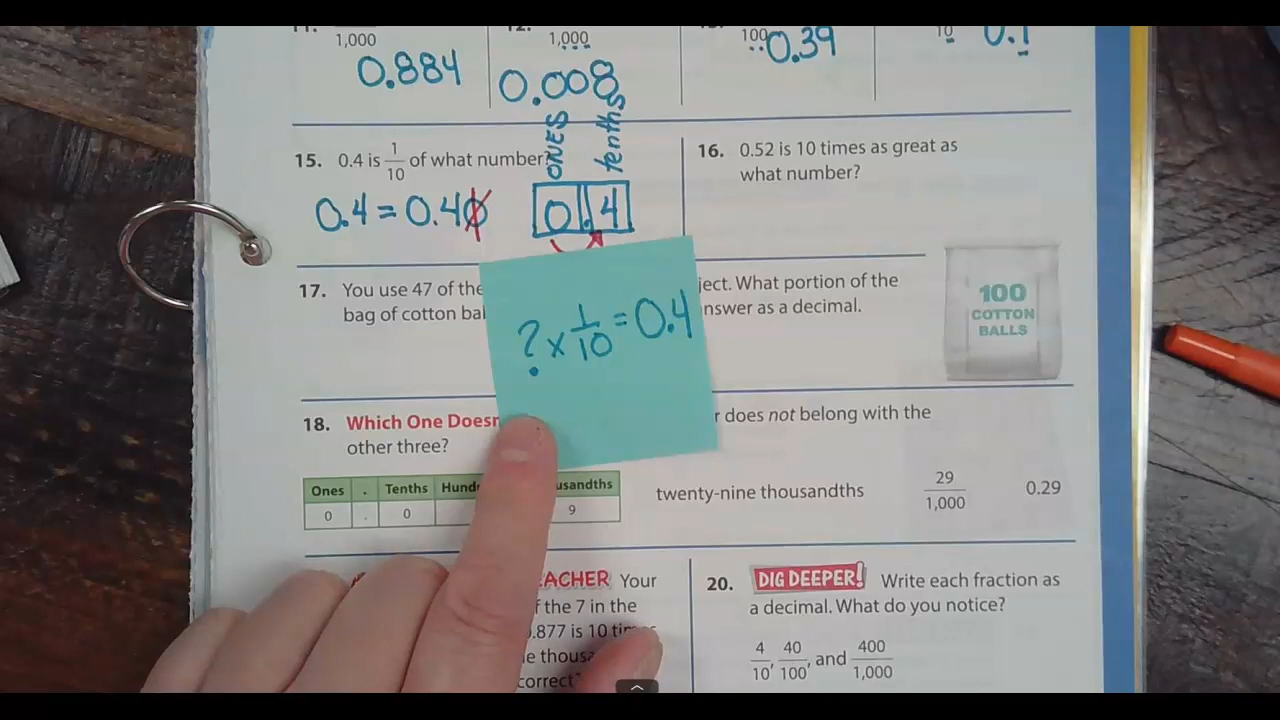 1,000
0.884
1,000
0.008
100
0.39
10
0.1
15. 0.4 is 1/10 of what number?
0.4 = 0.40
ONES
tenths
0.4
16. 0.52 is 10 times as great as
what number?
17. You use 47 of the
bag of cotton bal
ject. What portion of the
nswer as a decimal.
100
COTTON
BALLS
? x 1/10 = 0.4
18. Which One Doesn
r does not belong with the
other three?
Ones . Tenths Hund usandths
0 . 0 9
twenty-nine thousandths
29/1,000
0.29
EACHER Your
f the 7 in the
.877 is 10 times
e thousa
correct?
20. DIG DEEPER! Write each fraction as
a decimal. What do you notice?
4/10, 40/100, and 400/1,000